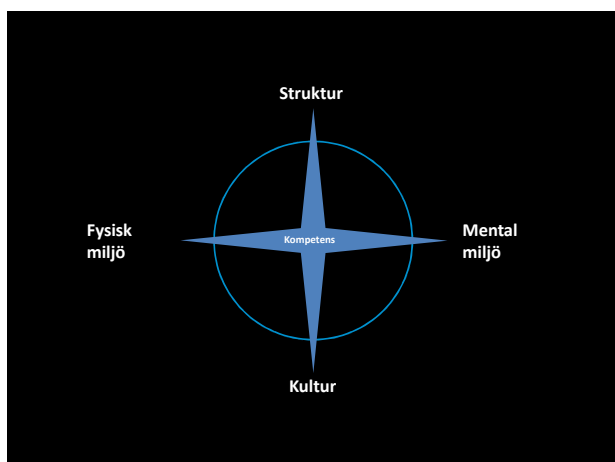 Struktur
Fysisk
miljö
Kompetens
Mental
miljö
Kultur